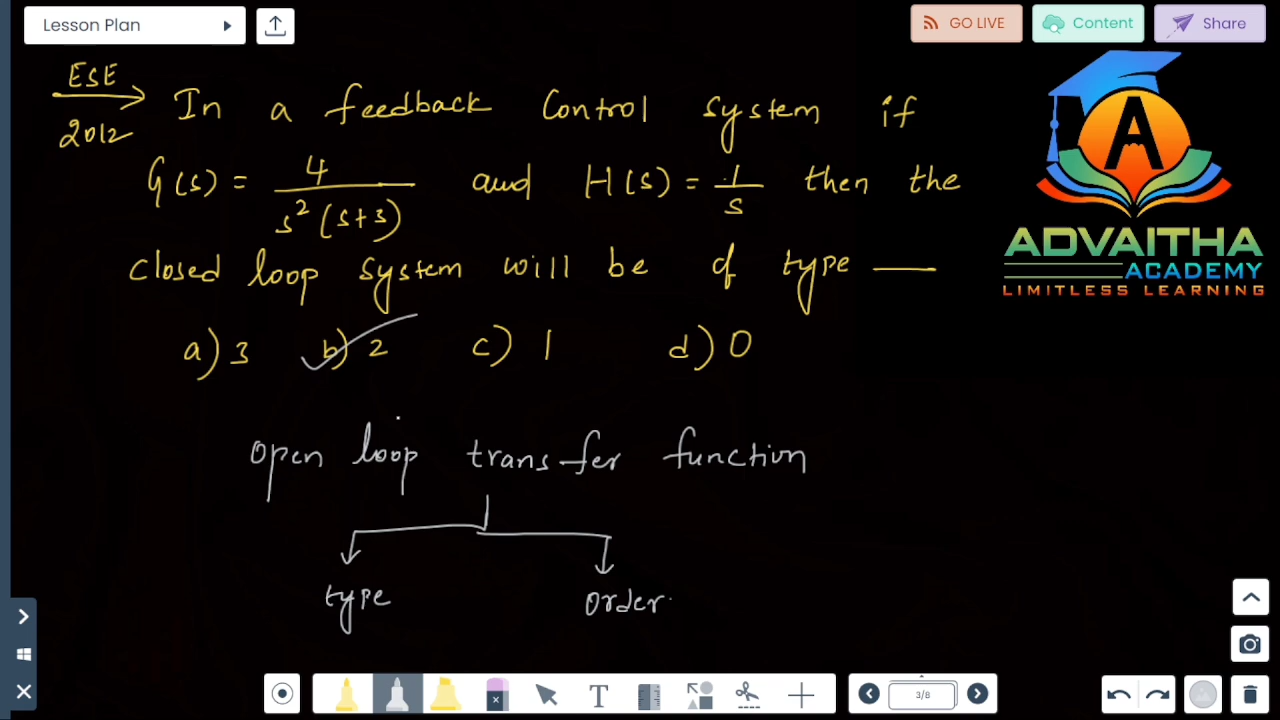 Lesson Plan
GO LIVE
Content
Share
ESE
2012
In a feedback Control system if
G(s) = 4 / s²(s+3) and H(s) = 1/s then the
closed loop system will be of type ___
a) 3 b) 2 c) 1 d) 0
Open loop transfer function
type order
A
ADVAITHA
ACADEMY
LIMITLESS LEARNING
T
3/8